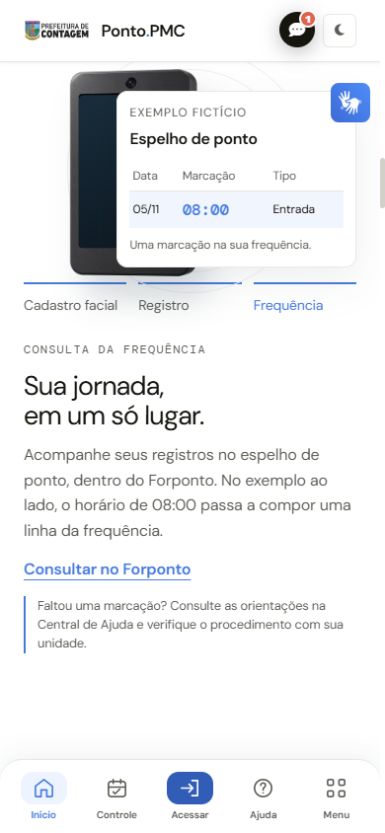 PREFEITURA DE
CONTAGEM
Ponto.PMC
1
EXEMPLO FICTÍCIO
Espelho de ponto
Data Marcação Tipo
05/11 08:00 Entrada
Uma marcação na sua frequência.
Cadastro facial Registro Frequência
CONSULTA DA FREQUÊNCIA
Sua jornada,
em um só lugar.
Acompanhe seus registros no espelho de
ponto, dentro do Forponto. No exemplo ao
lado, o horário de 08:00 passa a compor uma
linha da frequência.
Consultar no Forponto
Faltou uma marcação? Consulte as orientações na
Central de Ajuda e verifique o procedimento com sua
unidade.
Início Controle Acessar Ajuda Menu